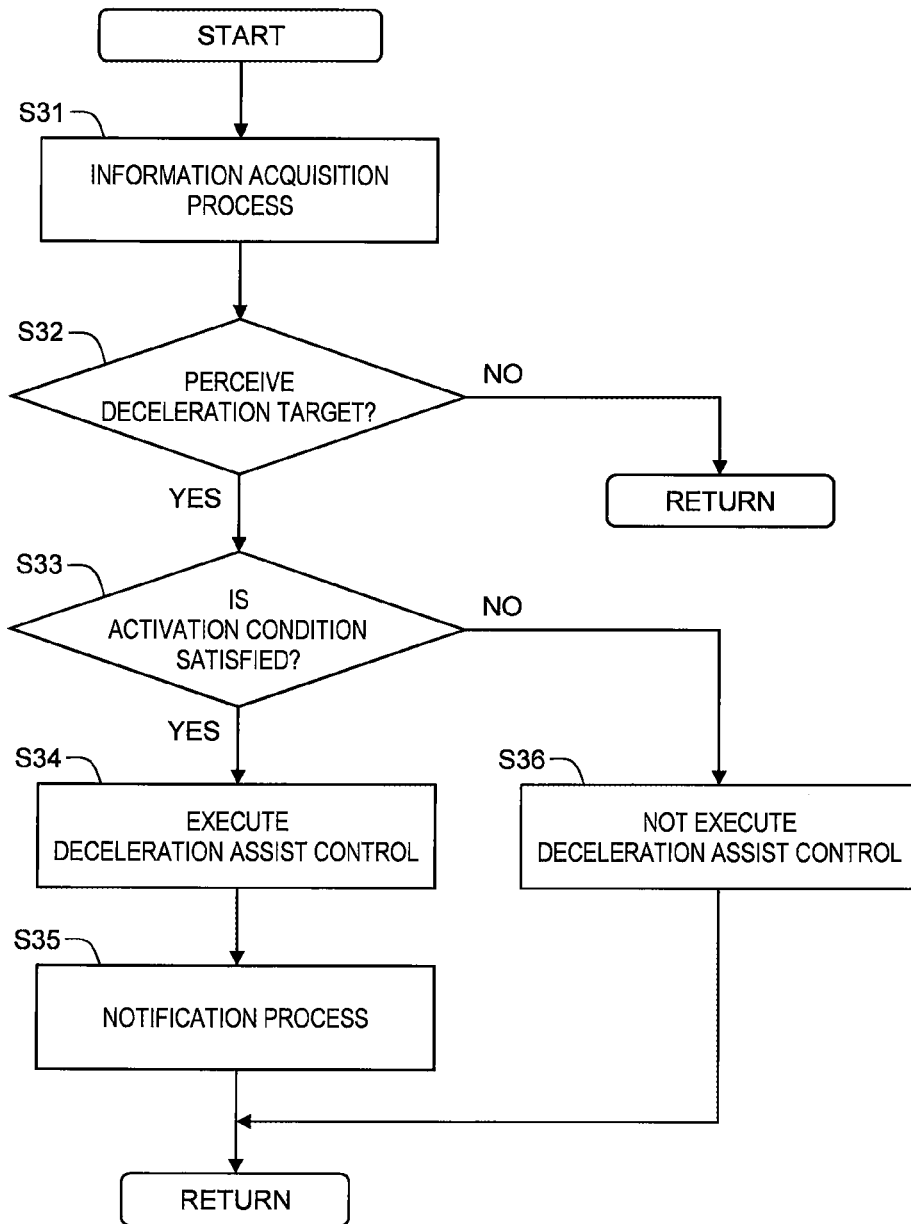 START
S31
INFORMATION ACQUISITION
PROCESS
S32
PERCEIVE
DECELERATION TARGET?
NO
YES
RETURN
S33
IS
ACTIVATION CONDITION
SATISFIED?
NO
YES
S34
EXECUTE
DECELERATION ASSIST CONTROL
S36
NOT EXECUTE
DECELERATION ASSIST CONTROL
S35
NOTIFICATION PROCESS
RETURN